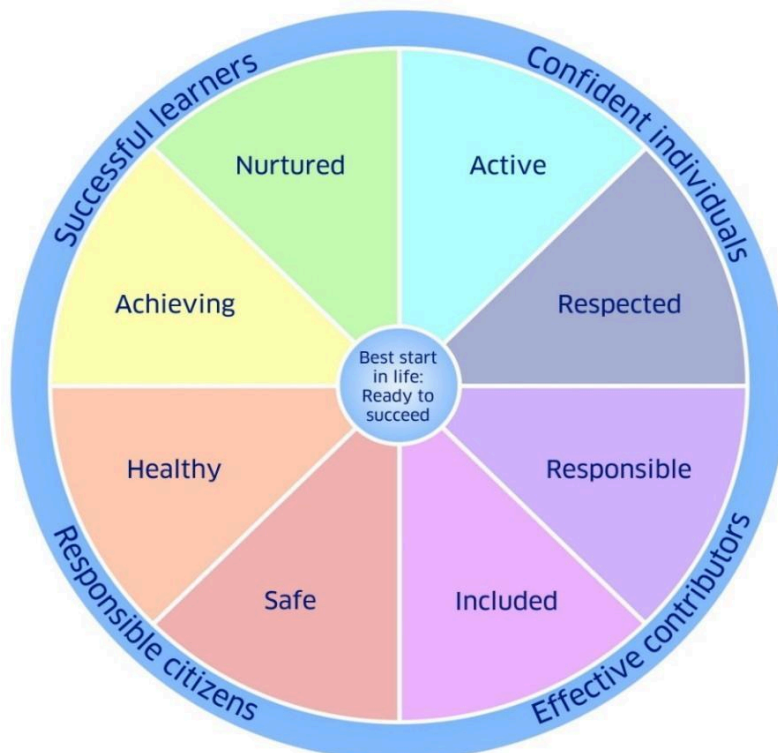 Successful learners
Confident individuals
Nurtured
Active
Achieving
Respected
Best start
in life:
Ready to
succeed
Healthy
Responsible
Safe
Included
Responsible citizens
Effective contributors